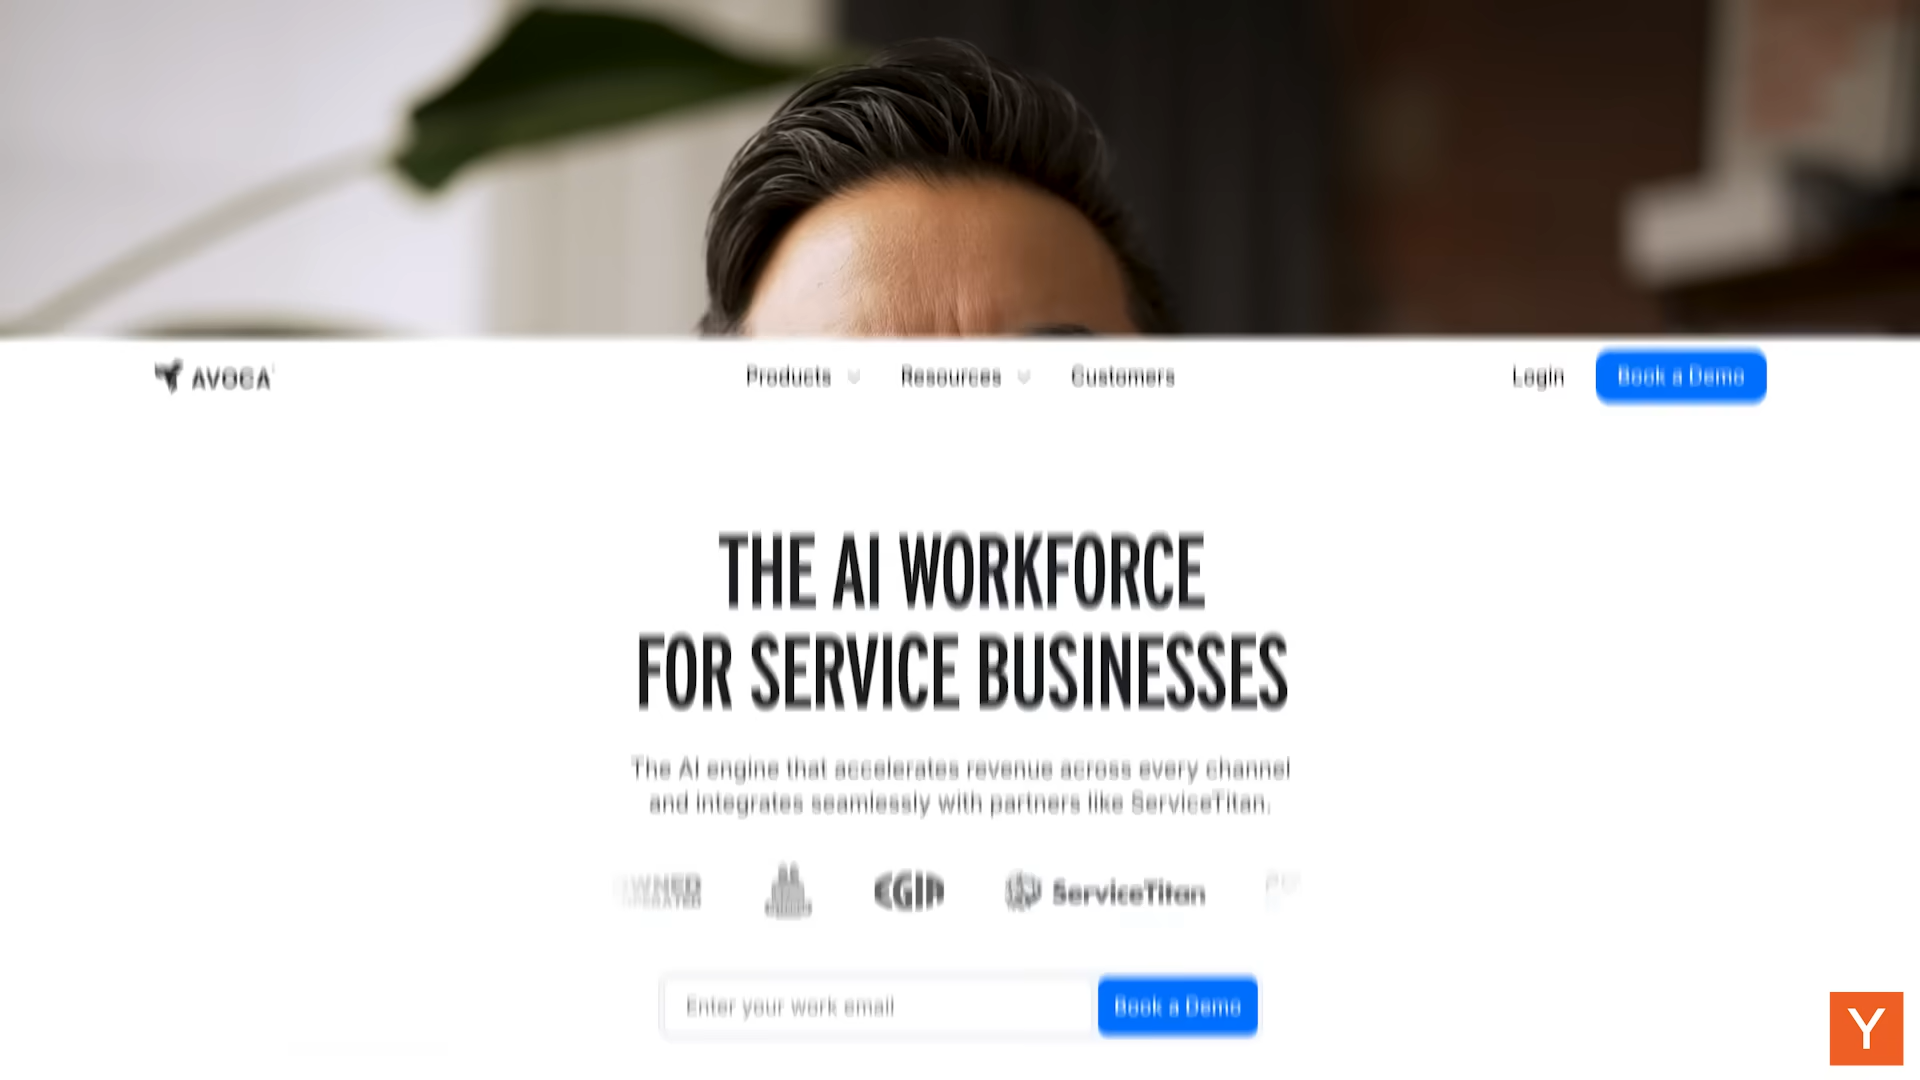 AVOCA
Products
Resources
Customers
Login
Book a Demo
THE AI WORKFORCE
FOR SERVICE BUSINESSES
The AI engine that accelerates revenue across every channel
and integrates seamlessly with partners like ServiceTitan.
EGIA
ServiceTitan
Enter your work email
Book a Demo
Y